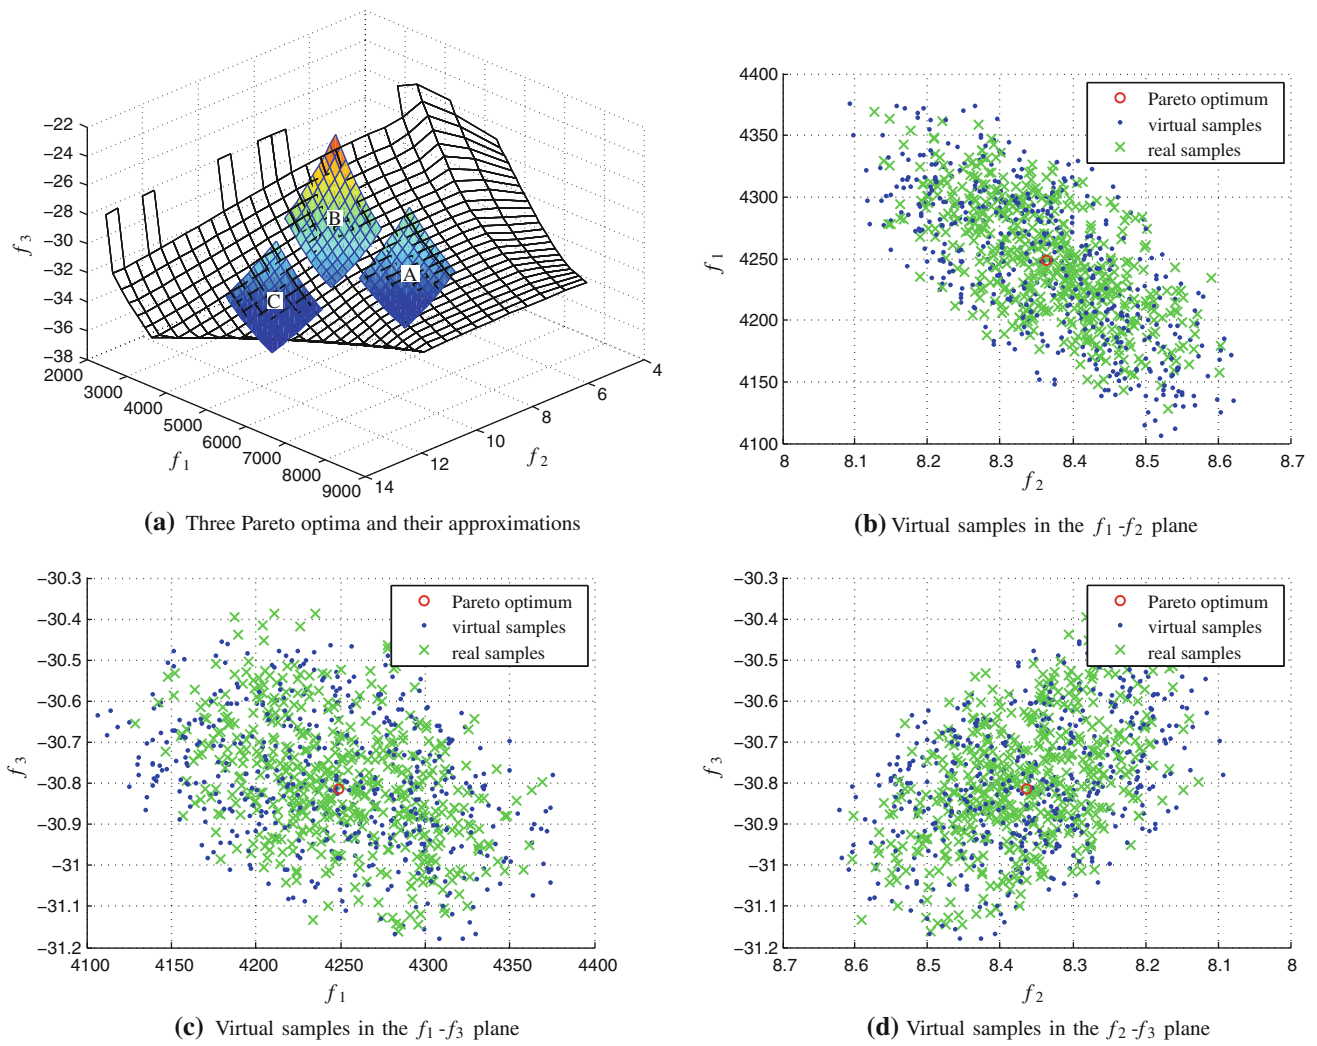 −22
−24
−26
−28
−30
−32
−34
−36
−38
f3
2000
3000
4000
5000
6000
7000
8000
9000
f1
14
12
10
8
6
4
f2
A
B
C
(a) Three Pareto optima and their approximations
4400
4350
4300
4250
4200
4150
4100
f1
8 8.1 8.2 8.3 8.4 8.5 8.6 8.7
f2
Pareto optimum
virtual samples
real samples
(b) Virtual samples in the f1-f2 plane
−30.3
−30.4
−30.5
−30.6
−30.7
−30.8
−30.9
−31
−31.1
−31.2
f3
4100 4150 4200 4250 4300 4350 4400
f1
Pareto optimum
virtual samples
real samples
(c) Virtual samples in the f1-f3 plane
−30.3
−30.4
−30.5
−30.6
−30.7
−30.8
−30.9
−31
−31.1
−31.2
f3
8.7 8.6 8.5 8.4 8.3 8.2 8.1 8
f2
Pareto optimum
virtual samples
real samples
(d) Virtual samples in the f2-f3 plane